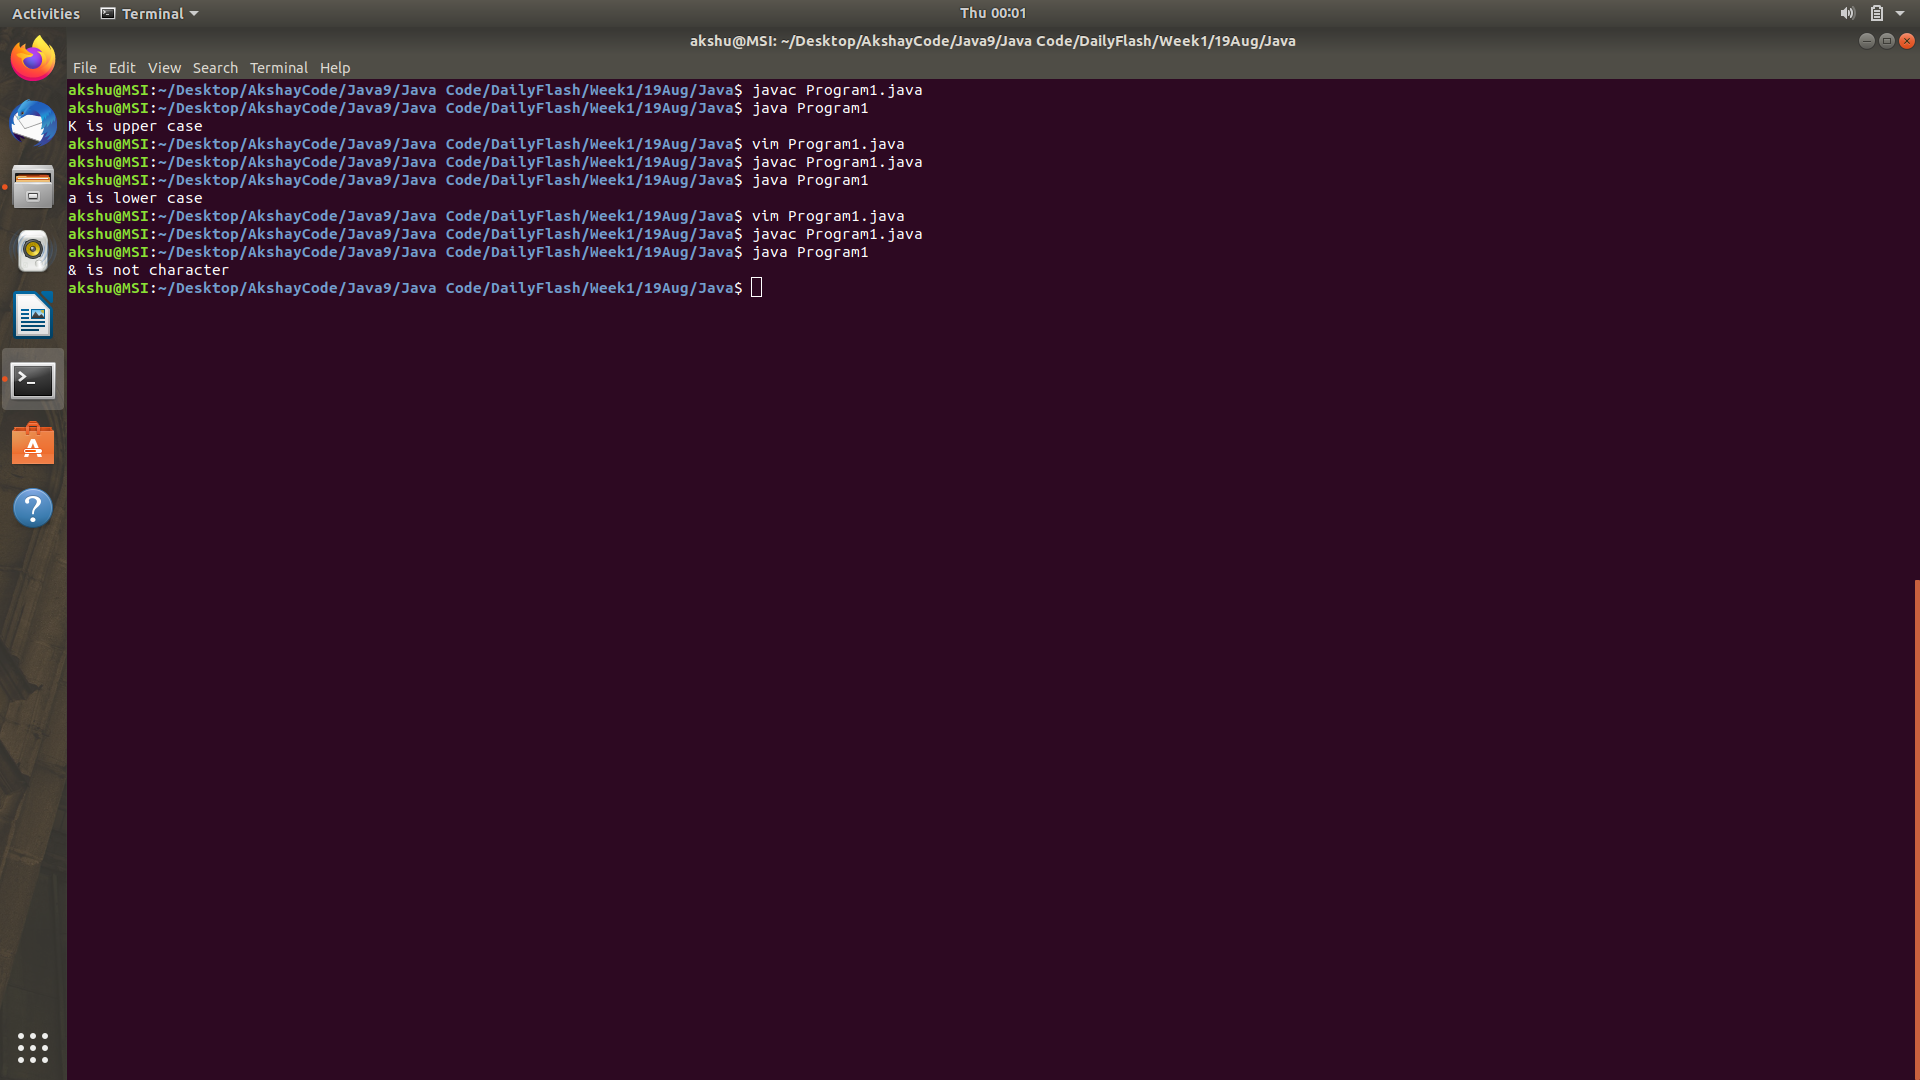 Activities Terminal Thu 00:01
akshu@MSI: ~/Desktop/AkshayCode/Java9/Java Code/DailyFlash/Week1/19Aug/Java
File Edit View Search Terminal Help
akshu@MSI:~/Desktop/AkshayCode/Java9/Java Code/DailyFlash/Week1/19Aug/Java$ javac Program1.java
akshu@MSI:~/Desktop/AkshayCode/Java9/Java Code/DailyFlash/Week1/19Aug/Java$ java Program1
K is upper case
akshu@MSI:~/Desktop/AkshayCode/Java9/Java Code/DailyFlash/Week1/19Aug/Java$ vim Program1.java
akshu@MSI:~/Desktop/AkshayCode/Java9/Java Code/DailyFlash/Week1/19Aug/Java$ javac Program1.java
akshu@MSI:~/Desktop/AkshayCode/Java9/Java Code/DailyFlash/Week1/19Aug/Java$ java Program1
a is lower case
akshu@MSI:~/Desktop/AkshayCode/Java9/Java Code/DailyFlash/Week1/19Aug/Java$ vim Program1.java
akshu@MSI:~/Desktop/AkshayCode/Java9/Java Code/DailyFlash/Week1/19Aug/Java$ javac Program1.java
akshu@MSI:~/Desktop/AkshayCode/Java9/Java Code/DailyFlash/Week1/19Aug/Java$ java Program1
& is not character
akshu@MSI:~/Desktop/AkshayCode/Java9/Java Code/DailyFlash/Week1/19Aug/Java$